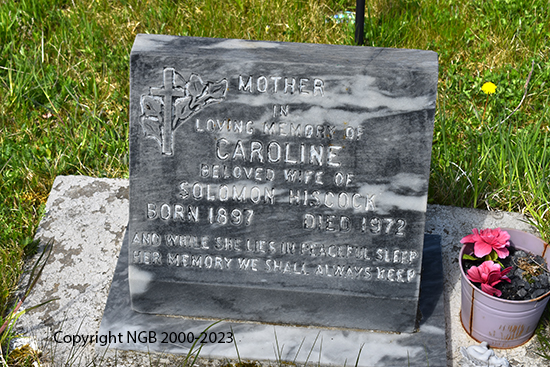 MOTHER
IN
LOVING MEMORY OF
CAROLINE
BELOVED WIFE OF
SOLOMON HISCOCK
BORN 1897 DIED 1972
AND WHILE SHE LIES IN PEACEFUL SLEEP
HER MEMORY WE SHALL ALWAYS KEEP
Copyright NGB 2000-2023